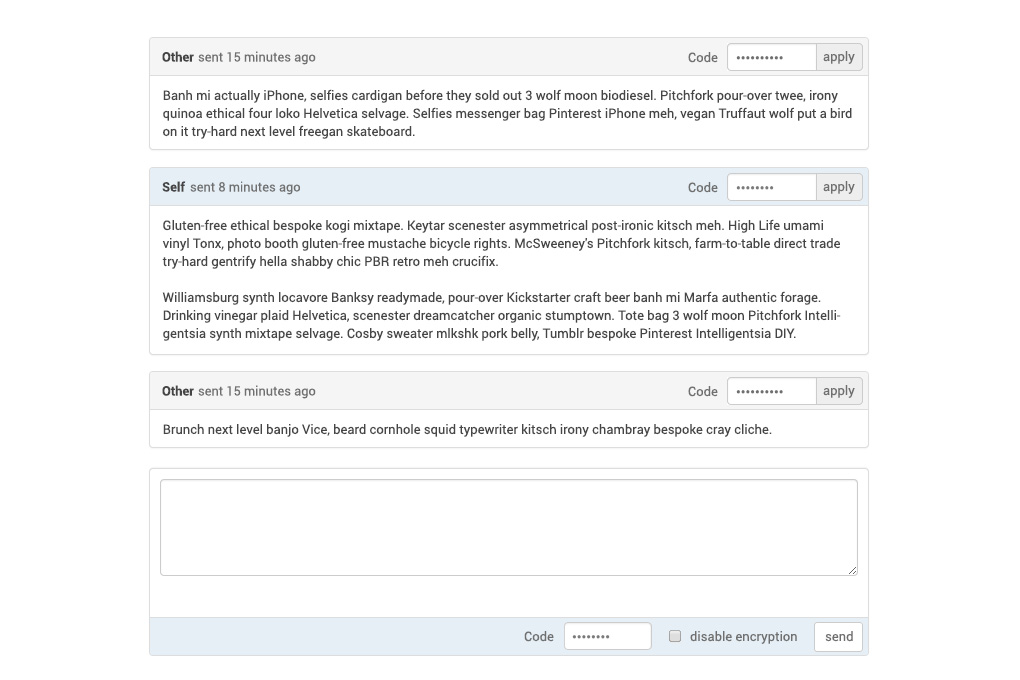 Other sent 15 minutes ago Code •••••••••• apply
Banh mi actually iPhone, selfies cardigan before they sold out 3 wolf moon biodiesel. Pitchfork pour-over twee, irony
quinoa ethical four loko Helvetica selvage. Selfies messenger bag Pinterest iPhone meh, vegan Truffaut wolf put a bird
on it try-hard next level freegan skateboard.
Self sent 8 minutes ago Code •••••••• apply
Gluten-free ethical bespoke kogi mixtape. Keytar scenester asymmetrical post-ironic kitsch meh. High Life umami
vinyl Tonx, photo booth gluten-free mustache bicycle rights. McSweeney's Pitchfork kitsch, farm-to-table direct trade
try-hard gentrify hella shabby chic PBR retro meh crucifix.
Williamsburg synth locavore Banksy readymade, pour-over Kickstarter craft beer banh mi Marfa authentic forage.
Drinking vinegar plaid Helvetica, scenester dreamcatcher organic stumptown. Tote bag 3 wolf moon Pitchfork Intelli-
gentsia synth mixtape selvage. Cosby sweater mlkshk pork belly, Tumblr bespoke Pinterest Intelligentsia DIY.
Other sent 15 minutes ago Code •••••••••• apply
Brunch next level banjo Vice, beard cornhole squid typewriter kitsch irony chambray bespoke cray cliche.
Code •••••••• disable encryption send